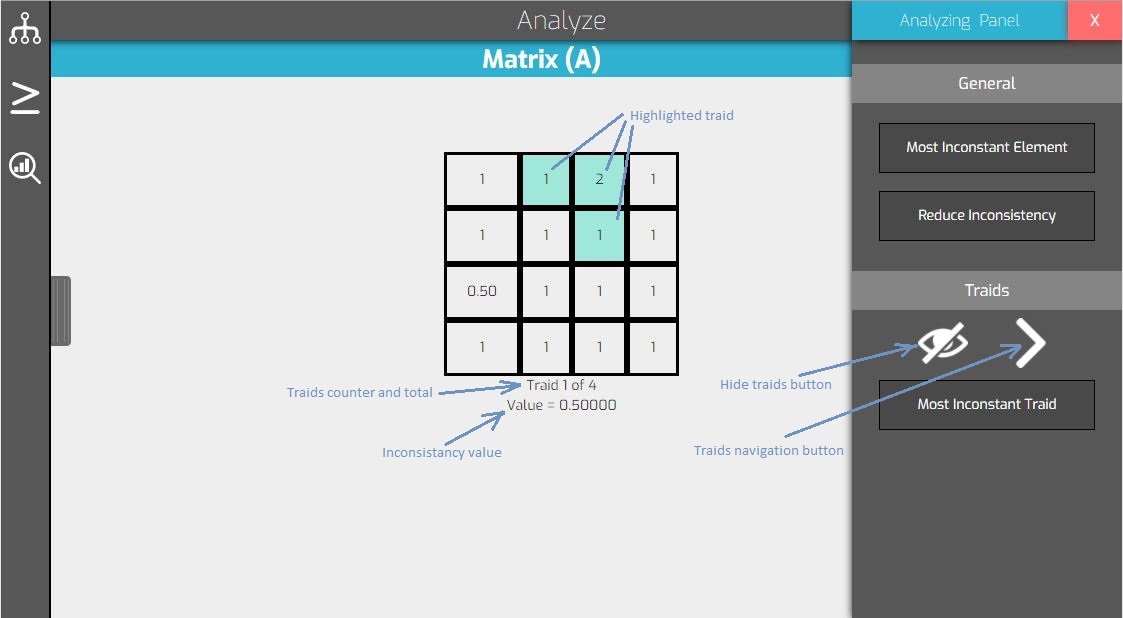 Analyze
Analyzing Panel
X
Matrix (A)
General
Highlighted traid
Most Inconstant Element
1 1 2 1
Reduce Inconsistency
1 1 1 1
0.50 1 1 1
Traids
1 1 1 1
Traid 1 of 4
Traids counter and total
Hide traids button
Value = 0.50000
Most Inconstant Traid
Inconsistancy value
Traids navigation button